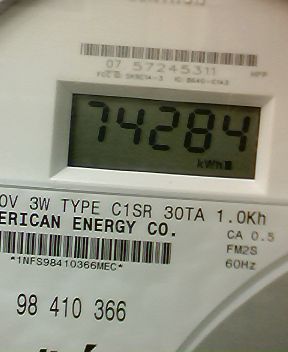 07 57245311
74284
kWh
0V 3W TYPE C1SR 30TA 1.0Kh
ERICAN ENERGY CO.
CA 0.5
FM2S
*1NFS98410366MEC*
60Hz
98 410 366